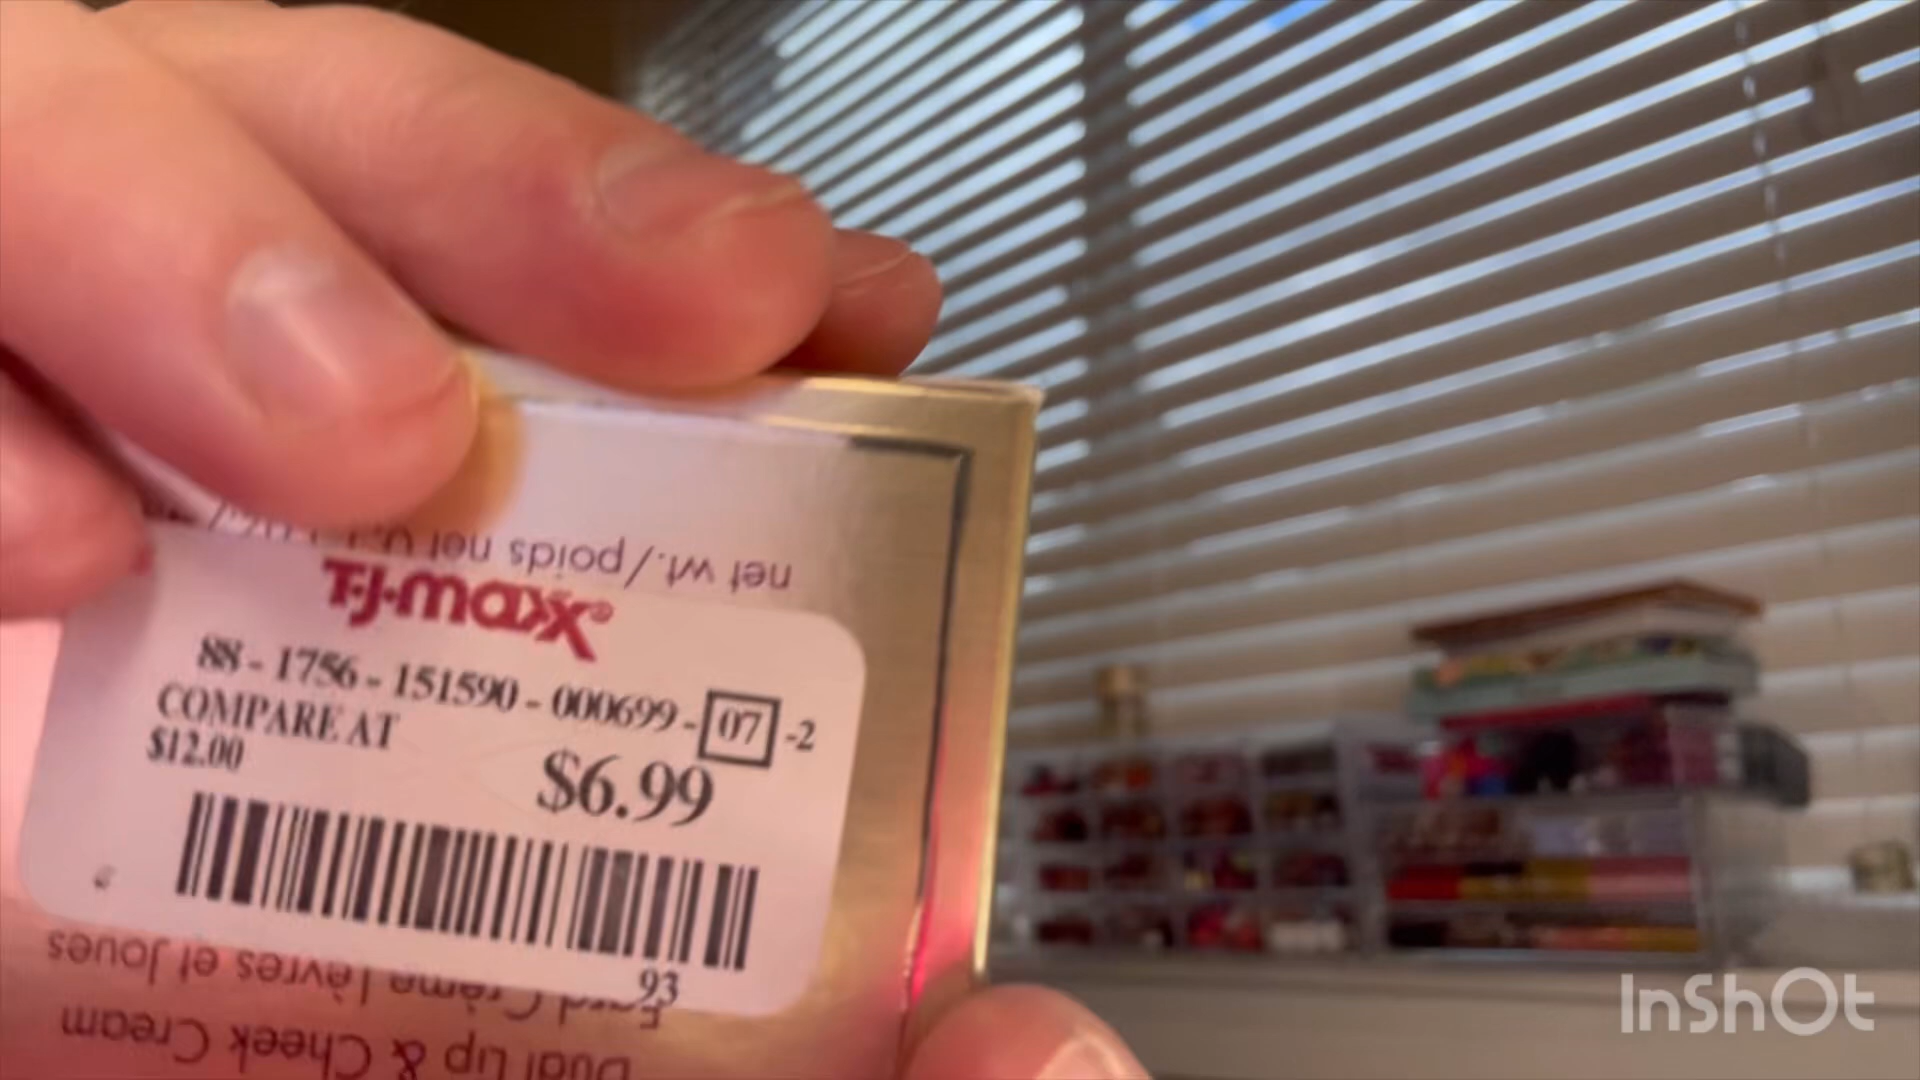 T·J·maxx®
88 - 1756 - 151590 - 000699 - 07 - 2
COMPARE AT
$12.00
$6.99
93
net wt./poids net
Fard Crème Lèvres et Joues
Dual Lip & Cheek Cream
InShOt